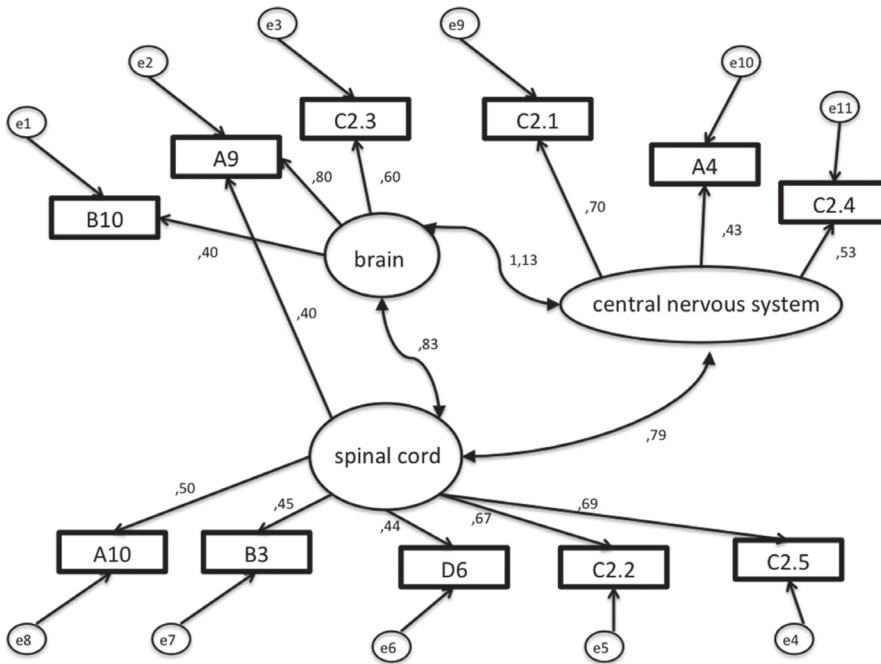 e3
e9
e2
e10
C2.3
C2.1
e11
e1
A9
A4
,80
,60
C2.4
B10
,70
,43
,53
,40
brain
1,13
central nervous system
,40
,83
,79
spinal cord
,50
,45
,44
,67
,69
A10
B3
D6
C2.2
C2.5
e8
e7
e6
e5
e4